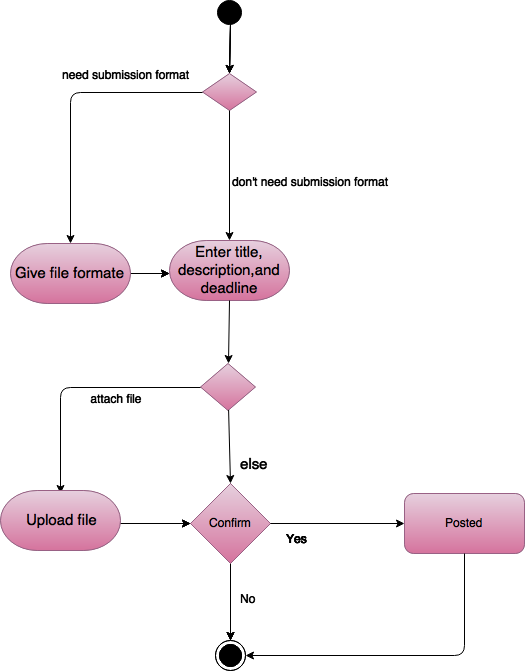 need submission format
don't need submission format
Give file formate
Enter title,
description,and
deadline
attach file
else
Upload file
Confirm
Yes
Posted
No